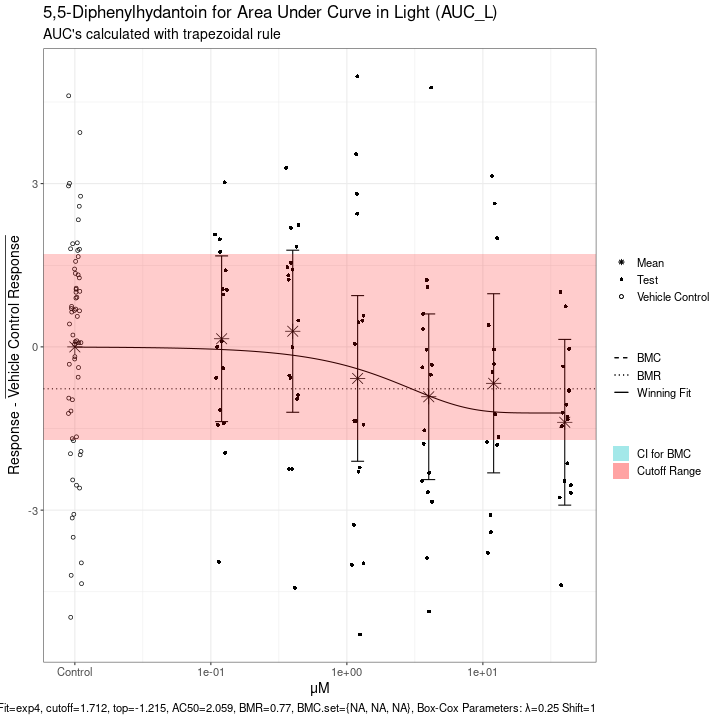 5,5-Diphenylhydantoin for Area Under Curve in Light (AUC_L)
AUC's calculated with trapezoidal rule
Response - Vehicle Control Response
3
0
-3
Control
1e-01
1e+00
1e+01
μM
Mean
Test
Vehicle Control
BMC
BMR
Winning Fit
CI for BMC
Cutoff Range
Fit=exp4, cutoff=1.712, top=-1.215, AC50=2.059, BMR=0.77, BMC.set={NA, NA, NA}, Box-Cox Parameters: λ=0.25 Shift=1